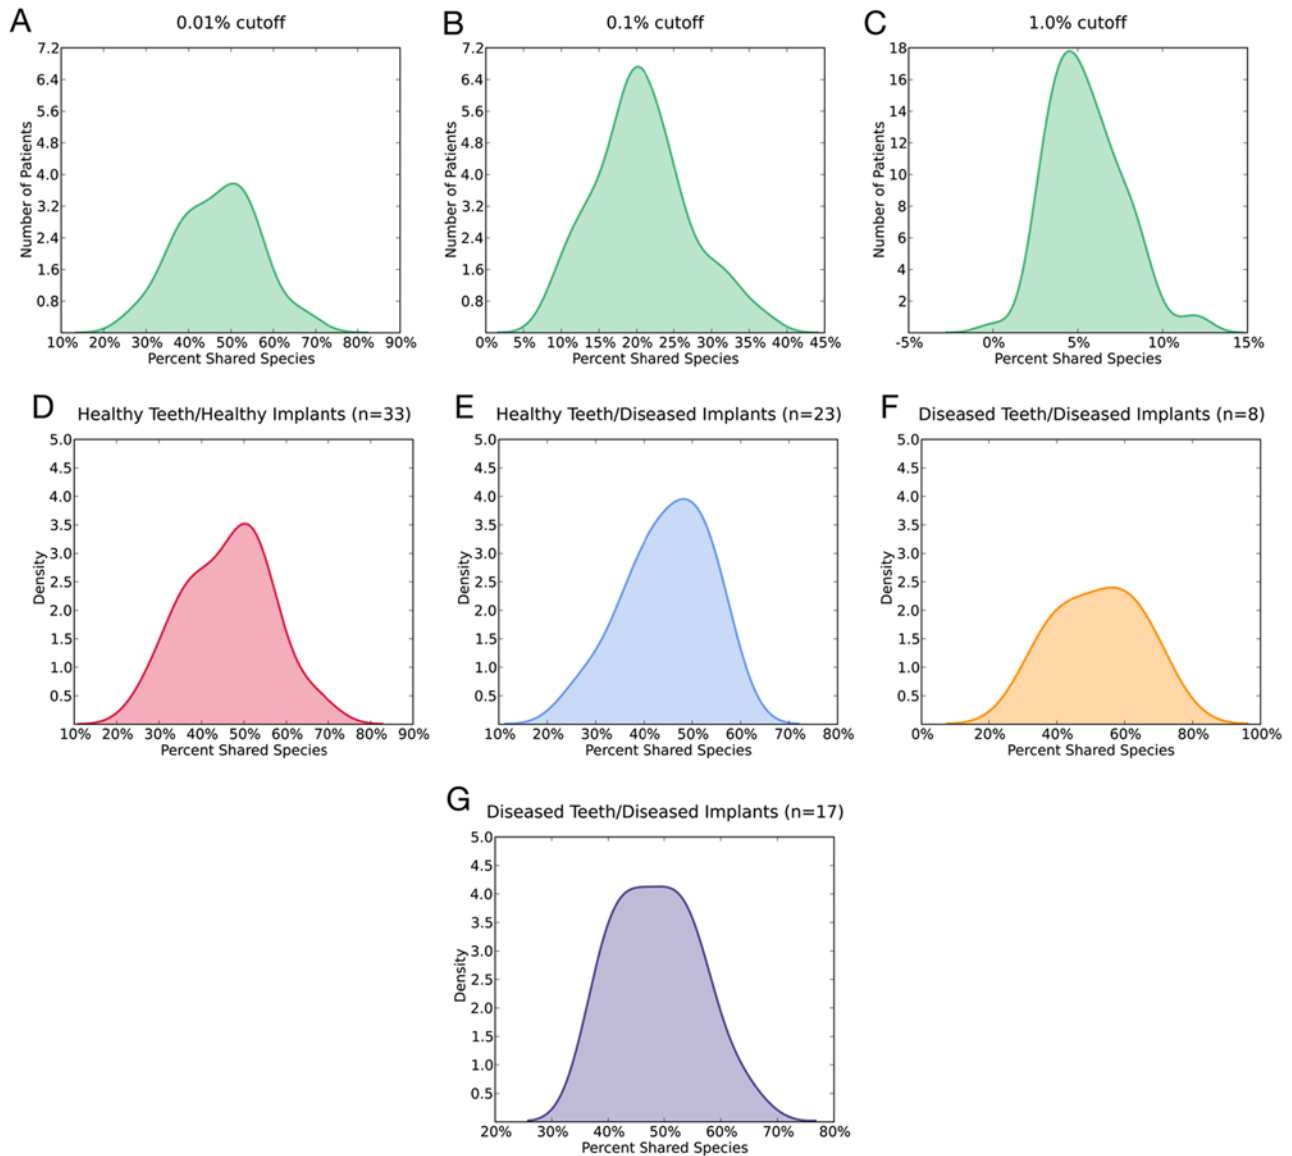 A
0.01% cutoff
7.2
6.4
5.6
4.8
4.0
3.2
2.4
1.6
0.8
Number of Patients
10% 20% 30% 40% 50% 60% 70% 80% 90%
Percent Shared Species
B
0.1% cutoff
7.2
6.4
5.6
4.8
4.0
3.2
2.4
1.6
0.8
Number of Patients
0% 5% 10% 15% 20% 25% 30% 35% 40% 45%
Percent Shared Species
C
1.0% cutoff
18
16
14
12
10
8
6
4
2
Number of Patients
-5% 0% 5% 10% 15%
Percent Shared Species
D
Healthy Teeth/Healthy Implants (n=33)
5.0
4.5
4.0
3.5
3.0
2.5
2.0
1.5
1.0
0.5
Density
10% 20% 30% 40% 50% 60% 70% 80% 90%
Percent Shared Species
E
Healthy Teeth/Diseased Implants (n=23)
5.0
4.5
4.0
3.5
3.0
2.5
2.0
1.5
1.0
0.5
Density
10% 20% 30% 40% 50% 60% 70% 80%
Percent Shared Species
F
Diseased Teeth/Diseased Implants (n=8)
5.0
4.5
4.0
3.5
3.0
2.5
2.0
1.5
1.0
0.5
Density
0% 20% 40% 60% 80% 100%
Percent Shared Species
G
Diseased Teeth/Diseased Implants (n=17)
5.0
4.5
4.0
3.5
3.0
2.5
2.0
1.5
1.0
0.5
Density
20% 30% 40% 50% 60% 70% 80%
Percent Shared Species